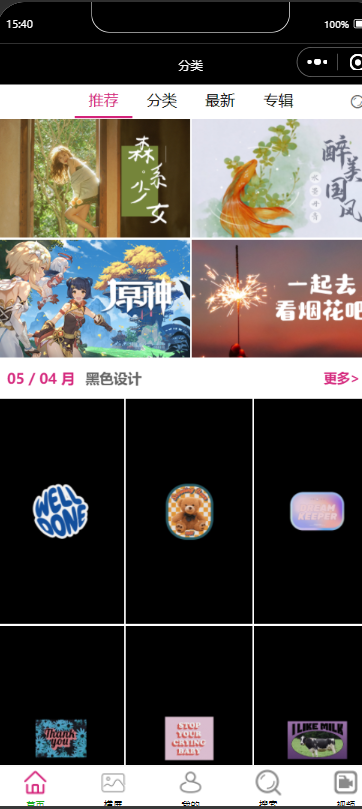 15:40
100%
分类
推荐
分类
最新
专辑
森系少女
醉美国风
原神
一起去
看烟花吧
05 / 04 月 黑色设计
更多>
WELL
DONE
DREAM
KEEPER
Thank
you
STOP
YOUR
CRYING
BABY
I LIKE MILK
首页
横屏
我的
搜索
视频